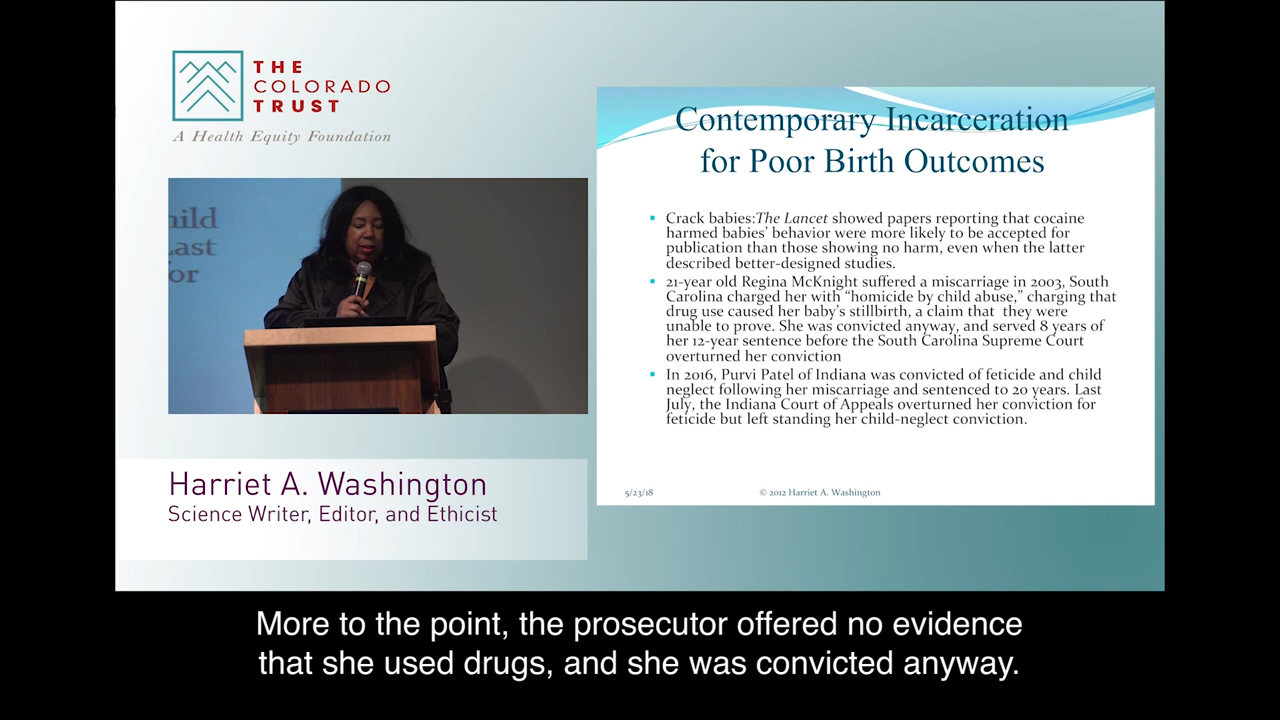 THE
COLORADO
TRUST
A Health Equity Foundation
hild
Last
for
Harriet A. Washington
Science Writer, Editor, and Ethicist
Contemporary Incarceration
for Poor Birth Outcomes
Crack babies:The Lancet showed papers reporting that cocaine
harmed babies' behavior were more likely to be accepted for
publication than those showing no harm, even when the latter
described better-designed studies.
21-year old Regina McKnight suffered a miscarriage in 2003, South
Carolina charged her with “homicide by child abuse,” charging that
drug use caused her baby's stillbirth, a claim that they were
unable to prove. She was convicted anyway, and served 8 years of
her 12-year sentence before the South Carolina Supreme Court
overturned her conviction
In 2016, Purvi Patel of Indiana was convicted of feticide and child
neglect following her miscarriage and sentenced to 20 years. Last
July, the Indiana Court of Appeals overturned her conviction for
feticide but left standing her child-neglect conviction.
5/23/18
© 2012 Harriet A. Washington
More to the point, the prosecutor offered no evidence
that she used drugs, and she was convicted anyway.